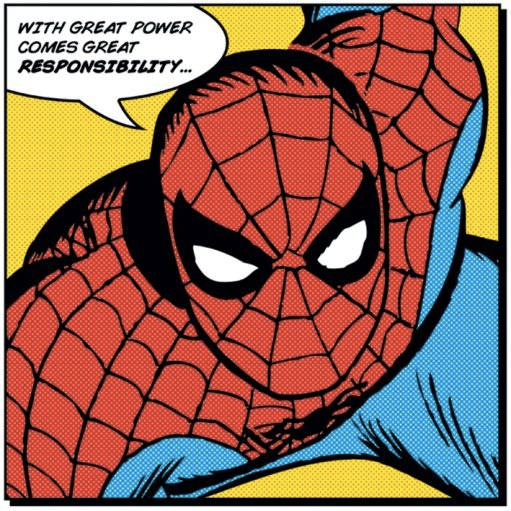 WITH GREAT POWER
COMES GREAT
RESPONSIBILITY...